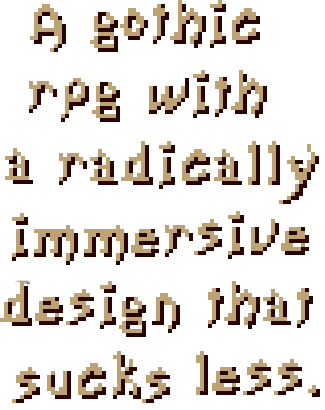 A gothic
rpg with
a radically
immersive
design that
sucks less.